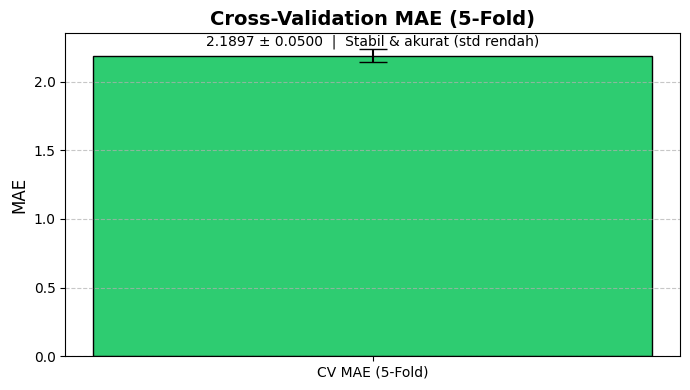 Cross-Validation MAE (5-Fold)
2.1897 ± 0.0500 | Stabil & akurat (std rendah)
2.0
1.5
1.0
0.5
0.0
MAE
CV MAE (5-Fold)